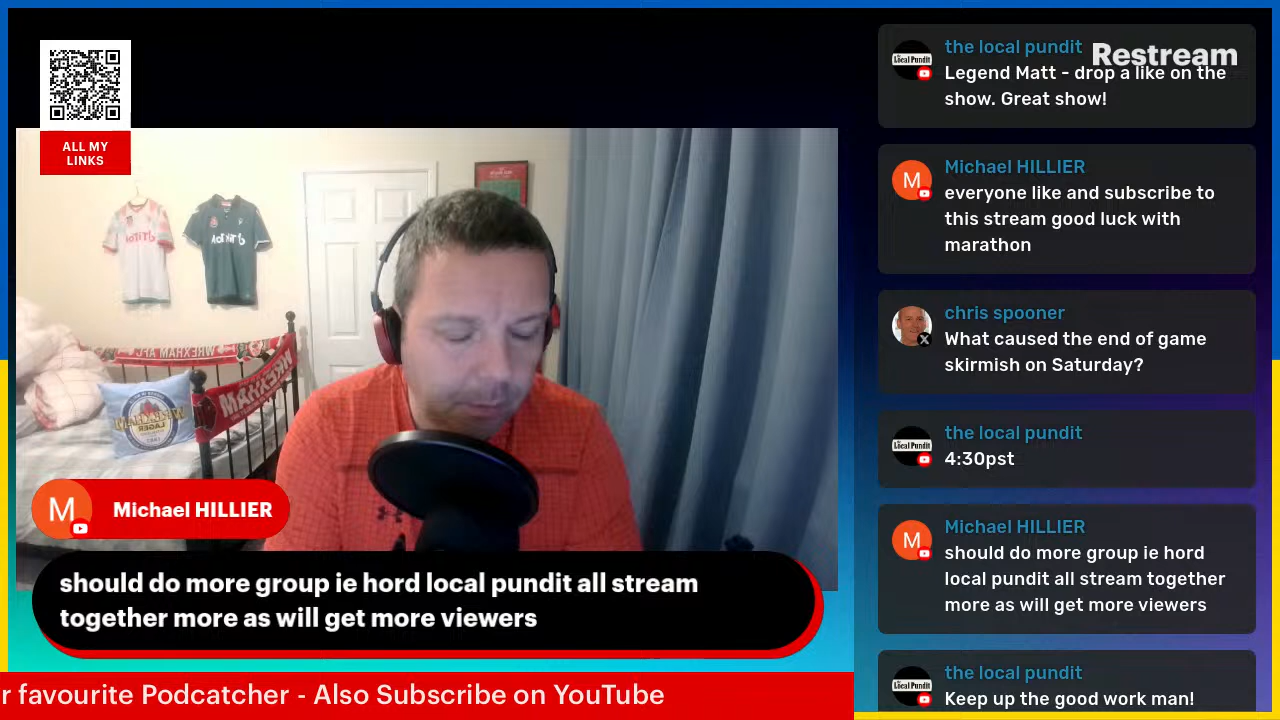 ALL MY
LINKS
WREXHAM AFC
WREXHAM
WREXHAM
LAGER
Michael HILLIER
should do more group ie hord local pundit all stream
together more as will get more viewers
r favourite Podcatcher - Also Subscribe on YouTube
Restream
the local pundit
Legend Matt - drop a like on the
show. Great show!
Michael HILLIER
everyone like and subscribe to
this stream good luck with
marathon
chris spooner
What caused the end of game
skirmish on Saturday?
the local pundit
4:30pst
Michael HILLIER
should do more group ie hord
local pundit all stream together
more as will get more viewers
the local pundit
Keep up the good work man!